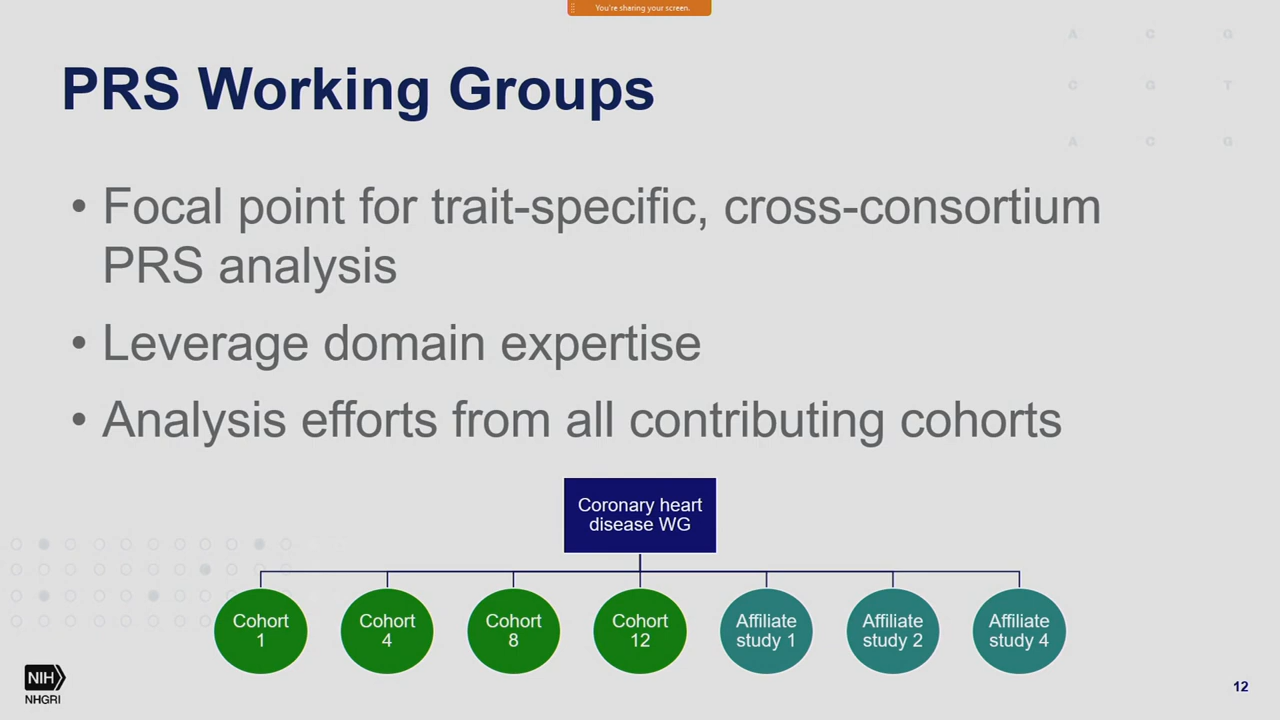 You're sharing your screen.
A C G
C G T
A C G
PRS Working Groups
• Focal point for trait-specific, cross-consortium
PRS analysis
• Leverage domain expertise
• Analysis efforts from all contributing cohorts
Coronary heart
disease WG
Cohort
1
Cohort
4
Cohort
8
Cohort
12
Affiliate
study 1
Affiliate
study 2
Affiliate
study 4
NIH
NHGRI
12